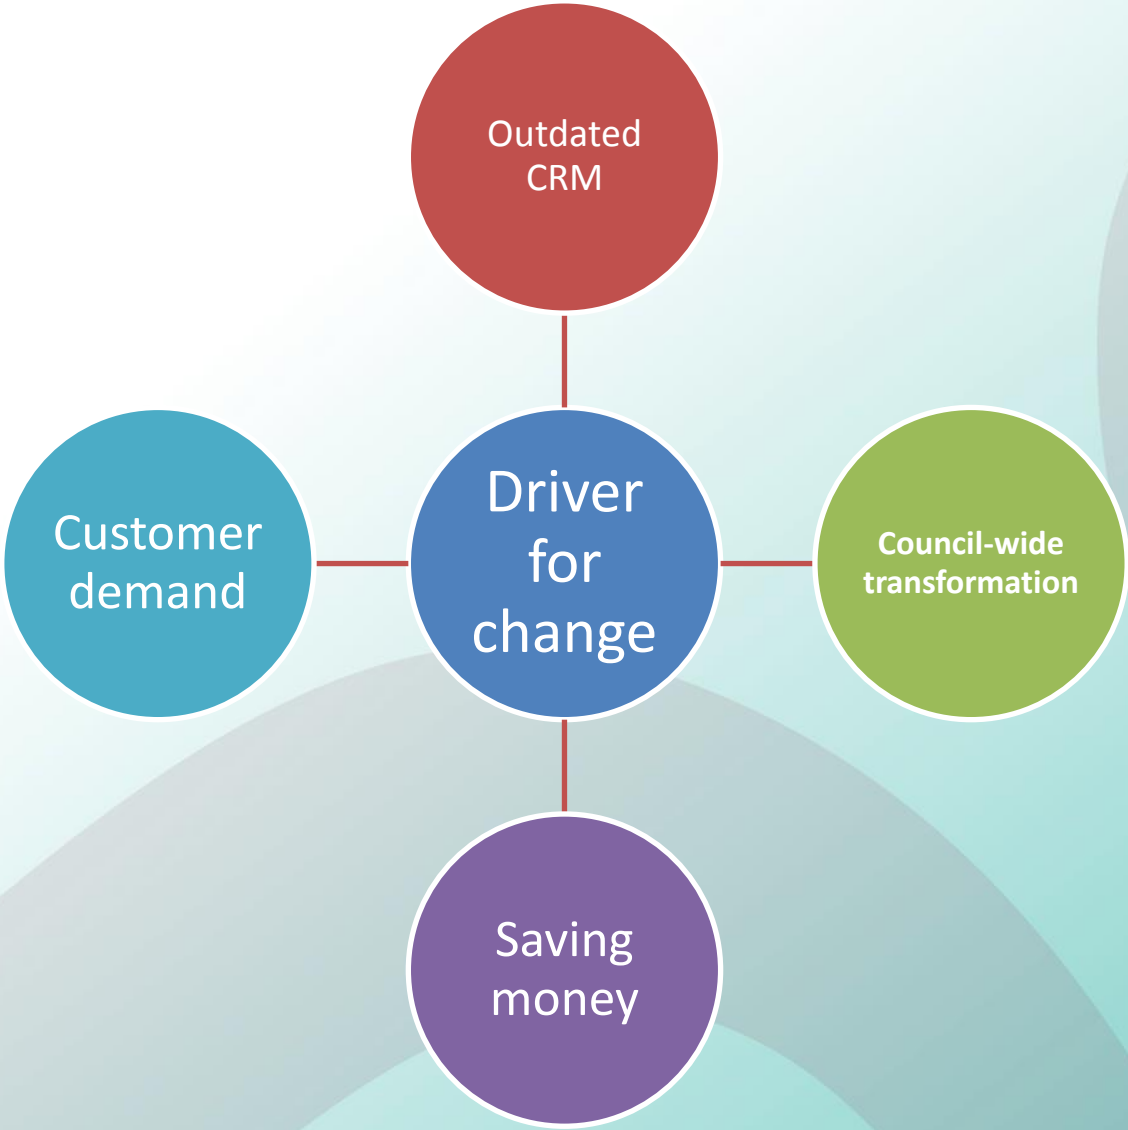 Outdated
CRM
Customer
demand
Driver
for
change
Council-wide
transformation
Saving
money